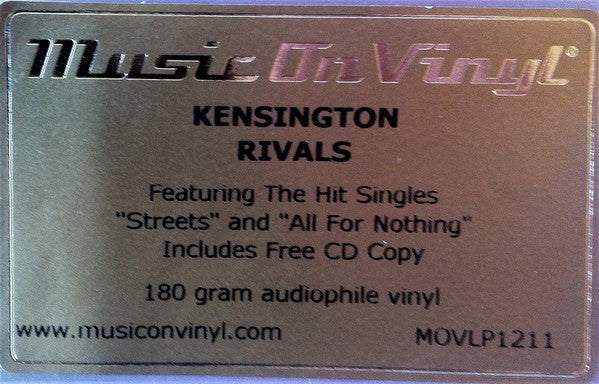 Music On Vinyl
KENSINGTON
RIVALS
Featuring The Hit Singles
"Streets" and "All For Nothing"
Includes Free CD Copy
180 gram audiophile vinyl
www.musiconvinyl.com MOVLP1211